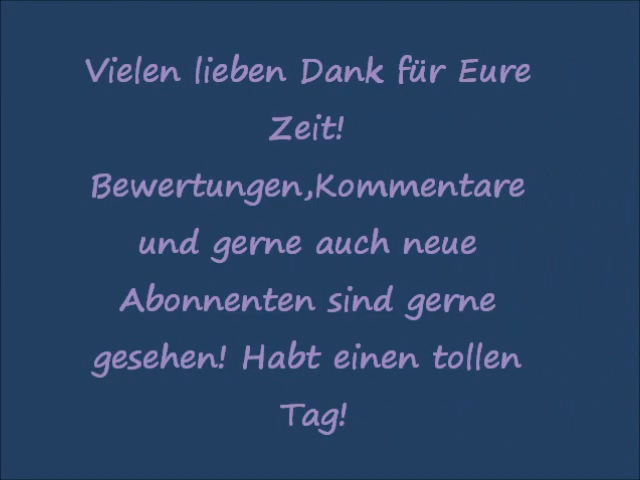 Vielen lieben Dank für Eure
Zeit!
Bewertungen,Kommentare
und gerne auch neue
Abonnenten sind gerne
gesehen! Habt einen tollen
Tag!